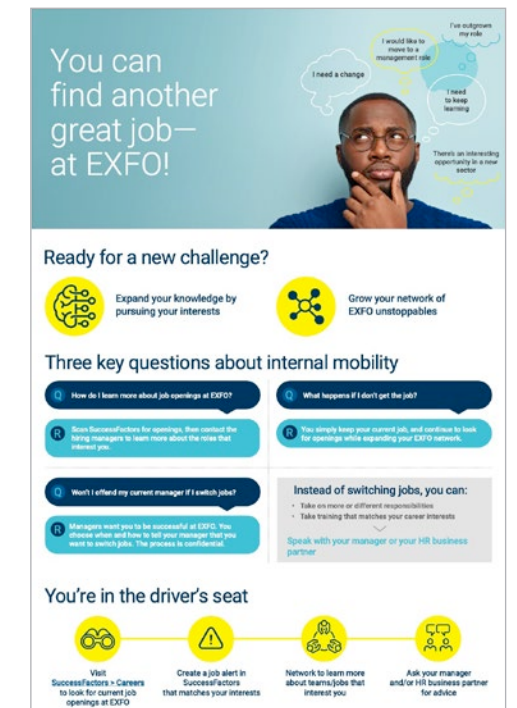 You can
find another
great job—
at EXFO!
I need a change
I would like to
move to a
management role
I've outgrown
my role
I need
to keep
learning
There's an interesting
opportunity in a new
sector
Ready for a new challenge?
Expand your knowledge by
pursuing your interests
Grow your network of
EXFO unstoppables
Three key questions about internal mobility
Q How do I learn more about job openings at EXFO?
R Scan SuccessFactors for openings, then contact the
hiring managers to learn more about the roles that
interest you.
Q What happens if I don't get the job?
R You simply keep your current job, and continue to look
for openings while expanding your EXFO network.
Q Won't I offend my current manager if I switch jobs?
R Managers want you to be successful at EXFO. You
choose when and how to tell your manager that you
want to switch jobs. The process is confidential.
Instead of switching jobs, you can:
• Take on more or different responsibilities
• Take training that matches your career interests
Speak with your manager or your HR business
partner
You're in the driver's seat
Visit
SuccessFactors > Careers
to look for current job
openings at EXFO
Create a job alert in
SuccessFactors
that matches your interests
Network to learn more
about teams/jobs that
interest you
Ask your manager
and/or HR business partner
for advice